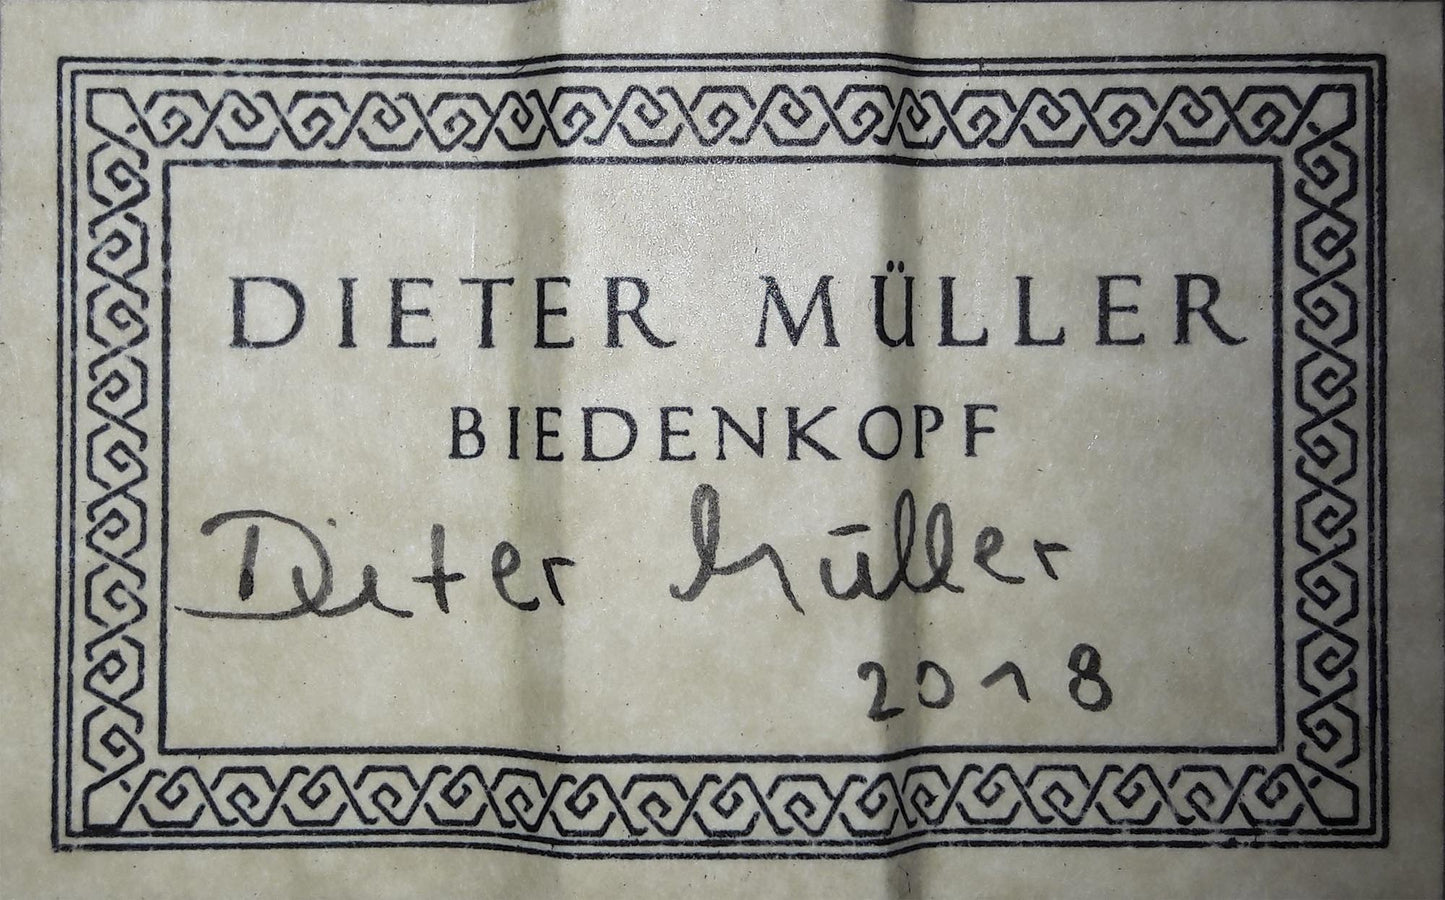 DIETER MÜLLER
BIEDENKOPF
Dieter Müller
2018